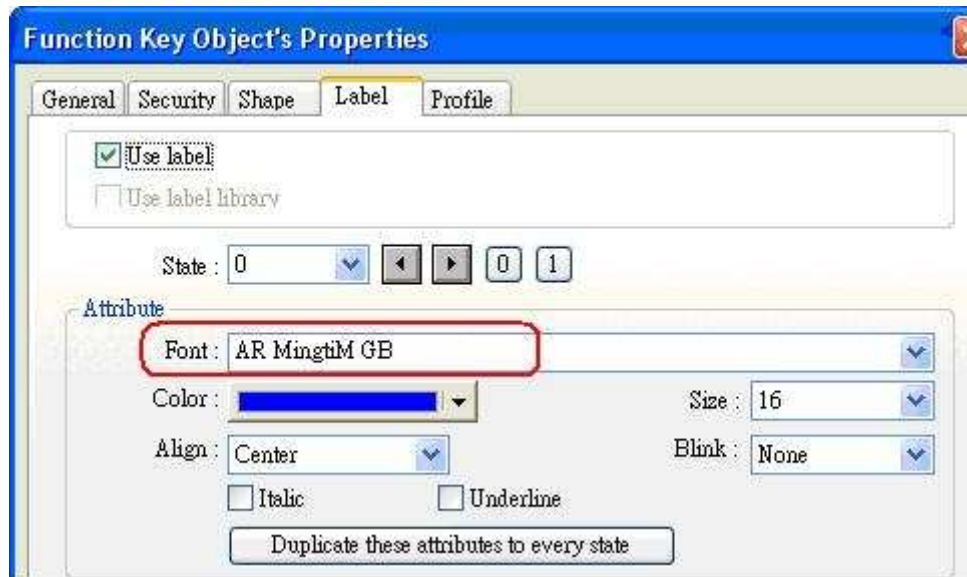 Function Key Object's Properties
General Security Shape Label Profile
Use label
Use label library
State : 0 0 1
Attribute
Font : AR MingtiM GB
Color : Size : 16
Align : Center Blink : None
Italic Underline
Duplicate these attributes to every state